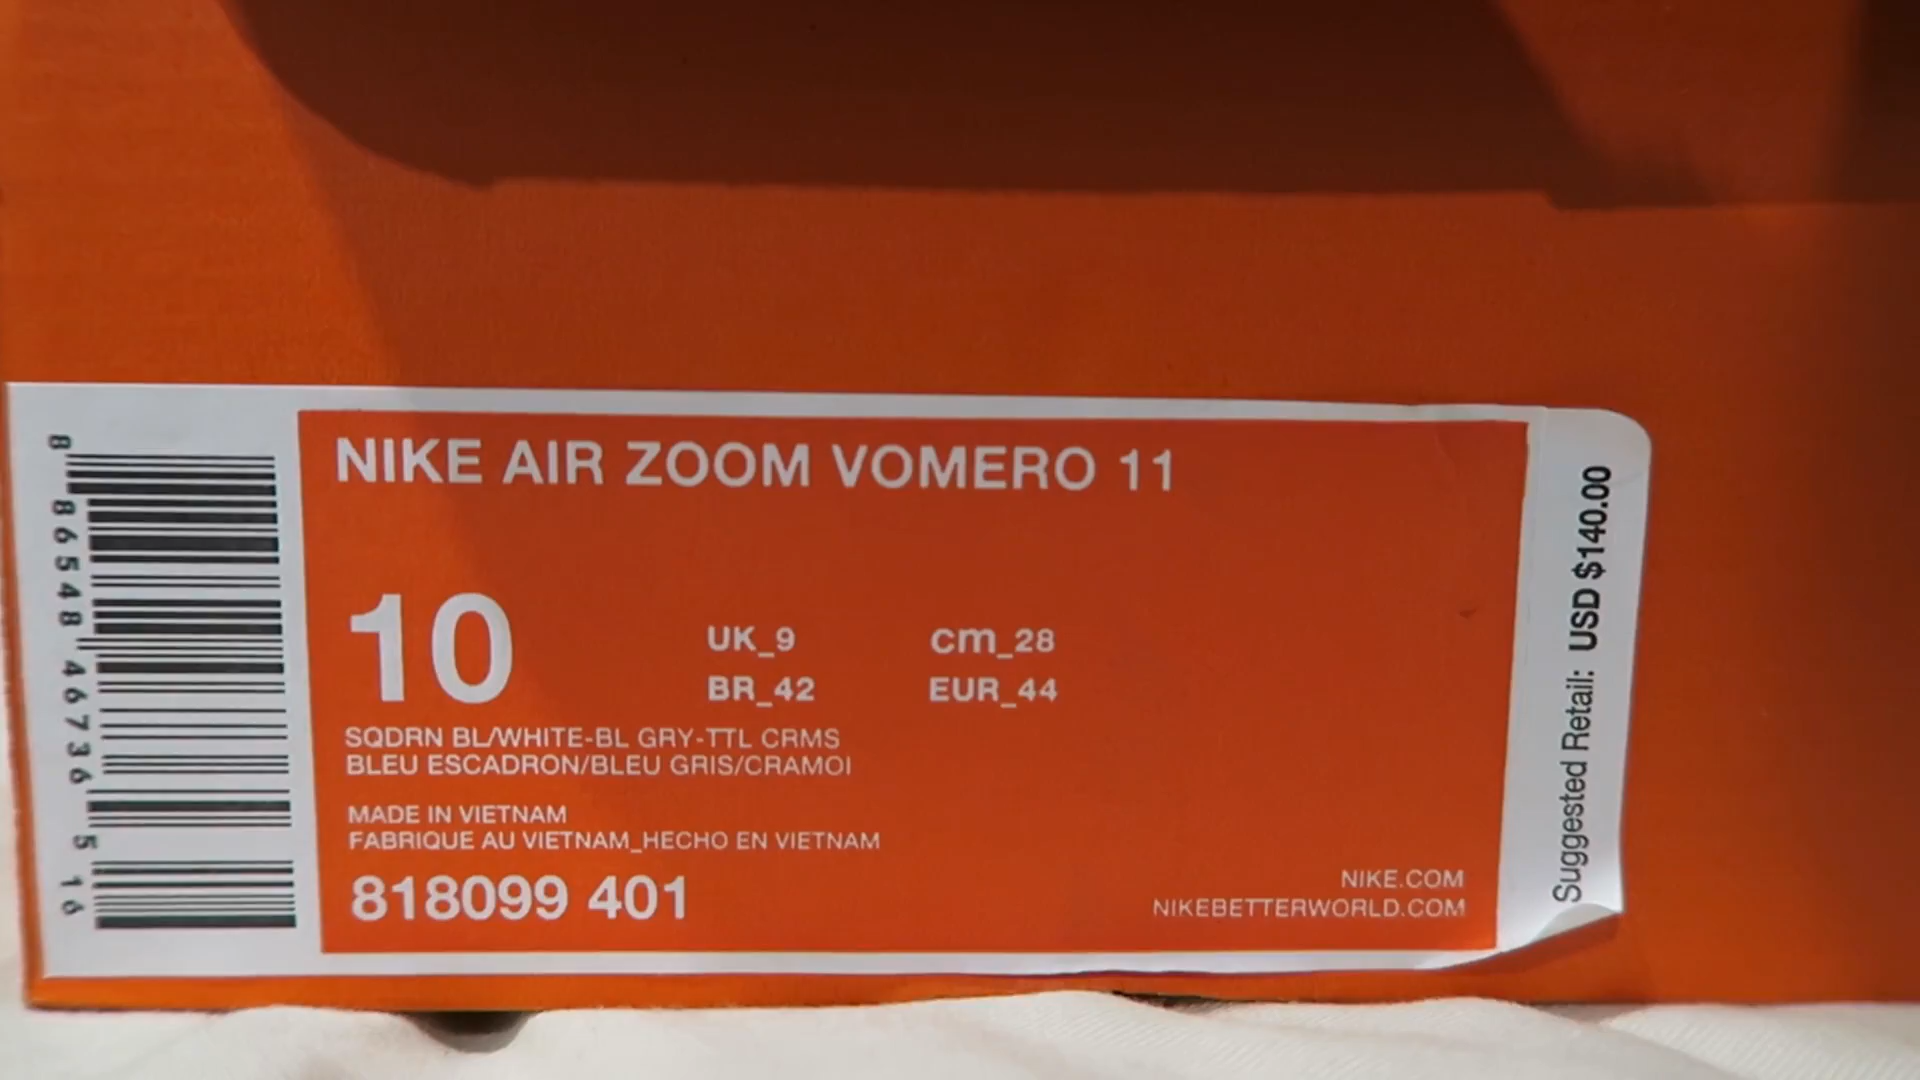 NIKE AIR ZOOM VOMERO 11
10
UK_9
cm_28
BR_42
EUR_44
SQDRN BL/WHITE-BL GRY-TTL CRMS
BLEU ESCADRON/BLEU GRIS/CRAMOI
MADE IN VIETNAM
FABRIQUE AU VIETNAM_HECHO EN VIETNAM
818099 401
NIKE.COM
NIKEBETTERWORLD.COM
Suggested Retail: USD $140.00
8 86548 46736 5 16